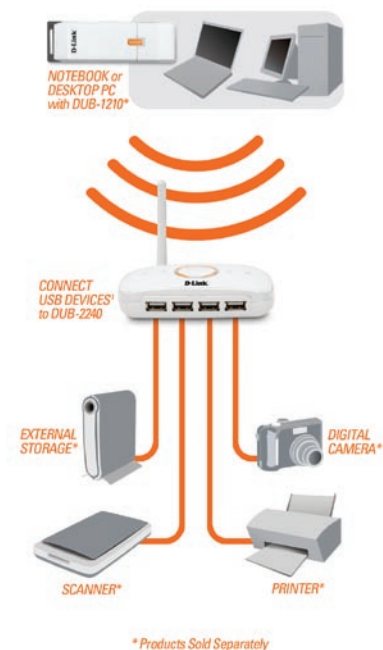 D-Link
NOTEBOOK or
DESKTOP PC
with DUB-1210*
D-Link
CONNECT
USB DEVICES¹
to DUB-2240
EXTERNAL
STORAGE*
DIGITAL
CAMERA*
SCANNER*
PRINTER*
* Products Sold Separately